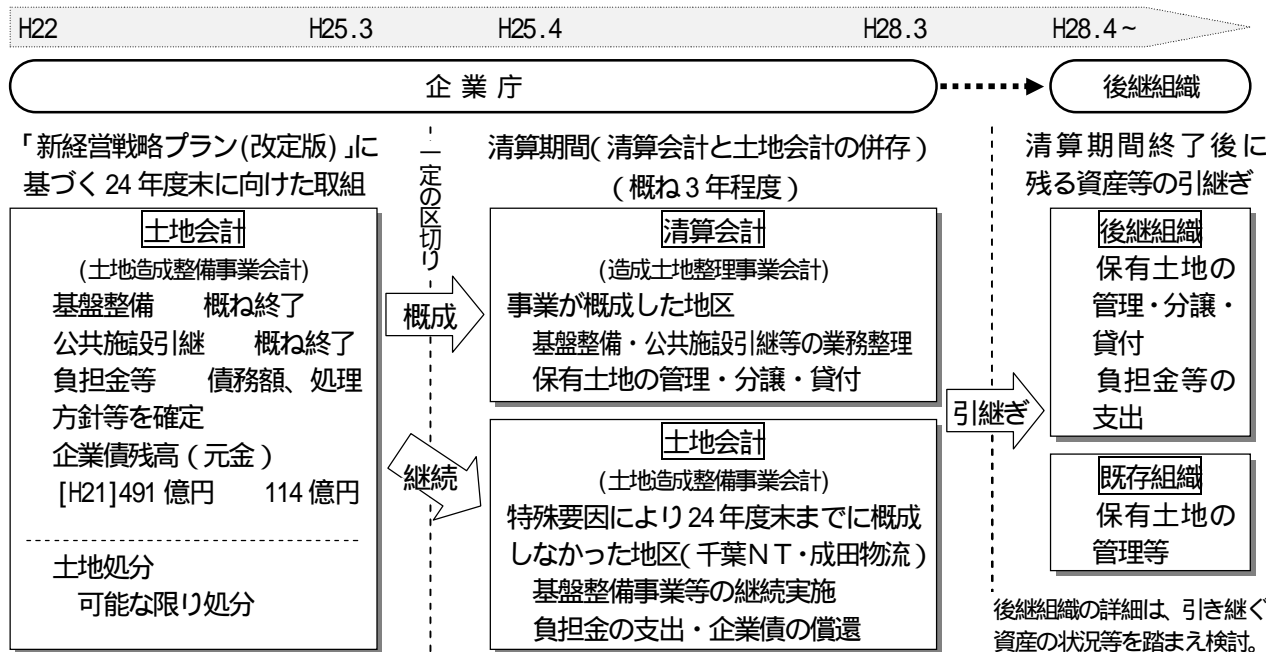 H22 H25.3 H25.4 H28.3 H28.4~
企業庁
後継組織
「新経営戦略プラン(改定版)」に
基づく24年度末に向けた取組
土地会計
(土地造成整備事業会計)
基盤整備 概ね終了
公共施設引継 概ね終了
負担金等 債務額、処理
方針等を確定
企業債残高(元金)
[H21]491億円 114億円
土地処分
可能な限り処分
一定の区切り
概成
継続
清算期間(清算会計と土地会計の併存)
(概ね3年程度)
清算会計
(造成土地整理事業会計)
事業が概成した地区
基盤整備・公共施設引継等の業務整理
保有土地の管理・分譲・貸付
土地会計
(土地造成整備事業会計)
特殊要因により24年度末までに概成
しなかった地区(千葉NT・成田物流)
基盤整備事業等の継続実施
負担金の支出・企業債の償還
引継ぎ
清算期間終了後に
残る資産等の引継ぎ
後継組織
保有土地の
管理・分譲・
貸付
負担金等の
支出
既存組織
保有土地の
管理等
後継組織の詳細は、引き継ぐ
資産の状況等を踏まえ検討。